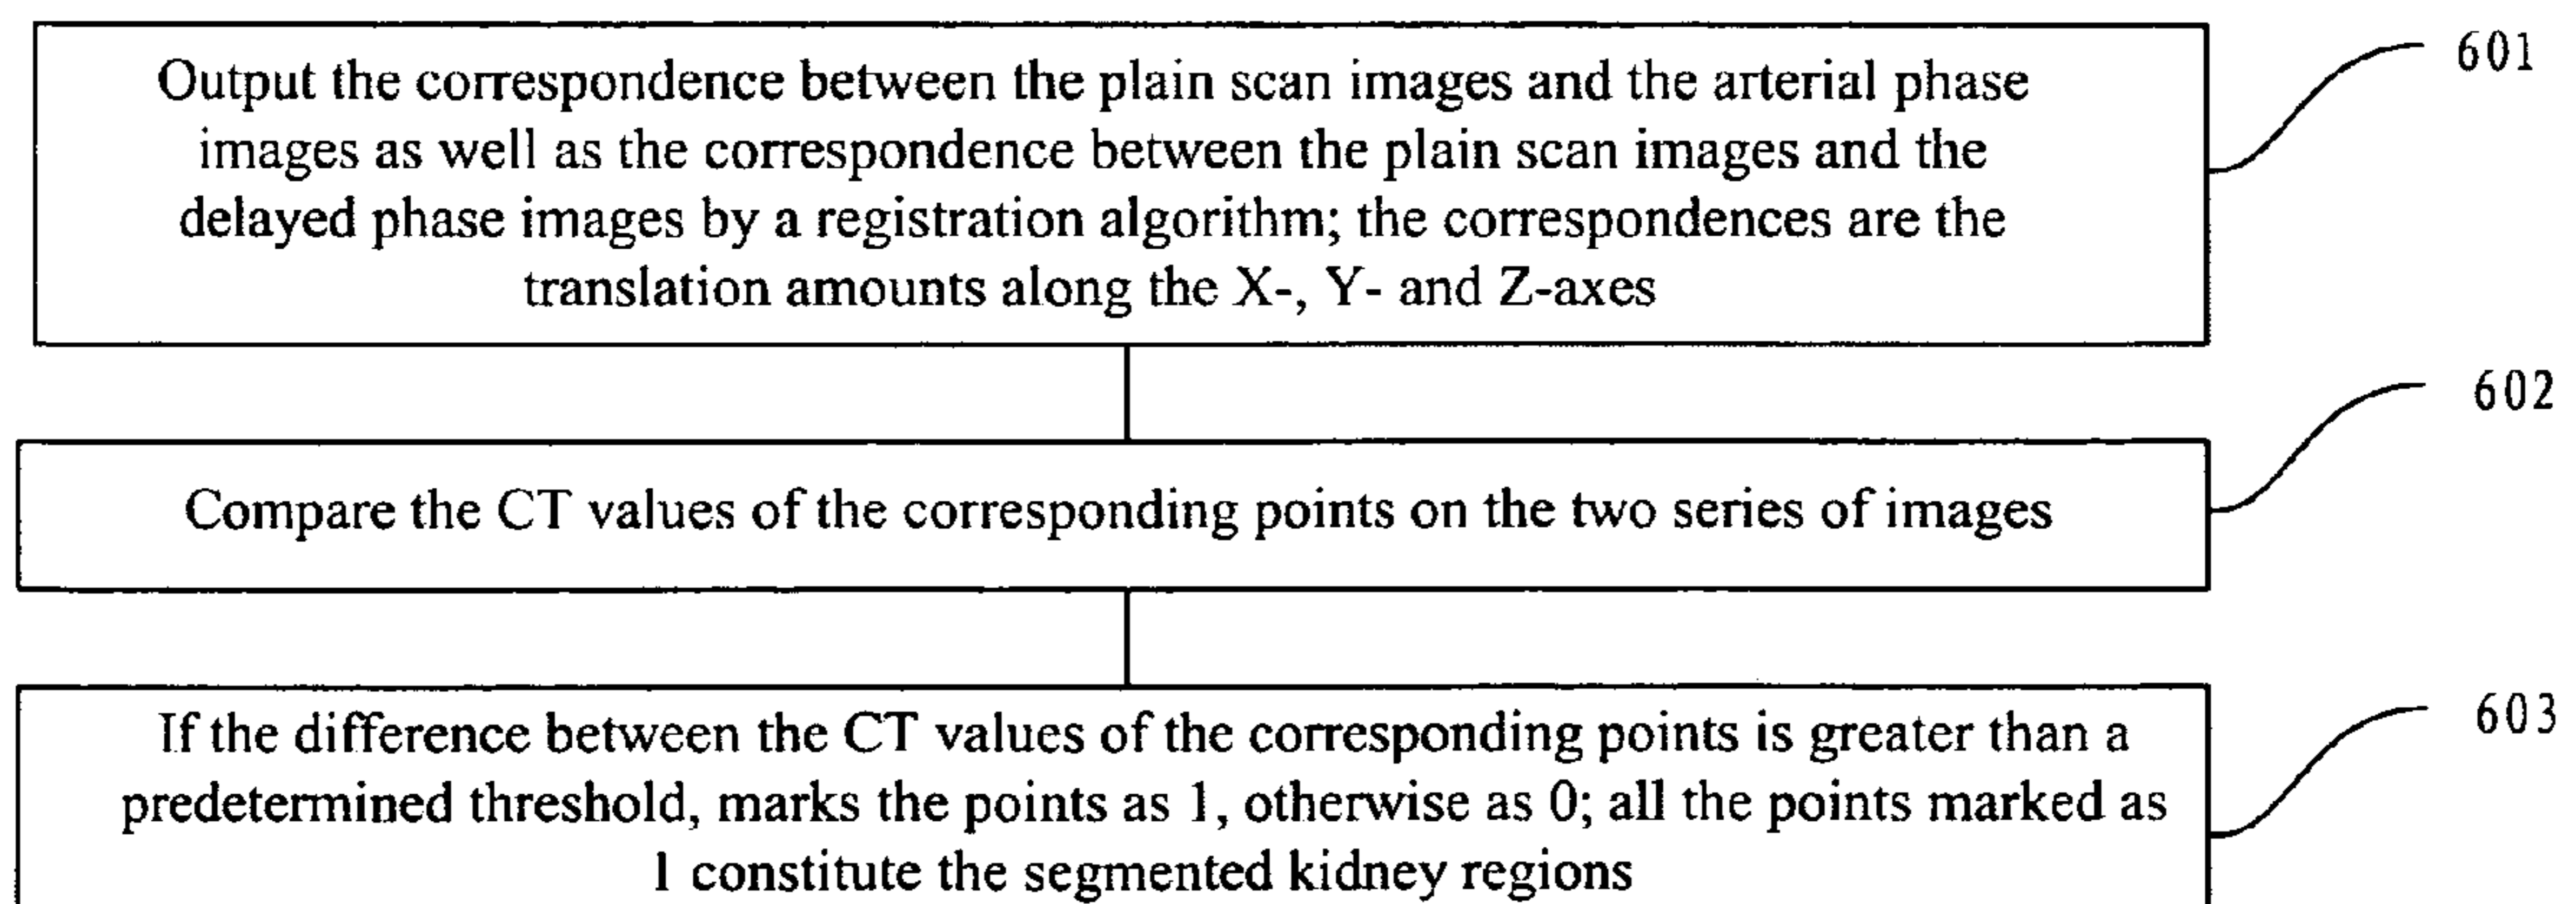 Output the correspondence between the plain scan images and the arterial phase
images as well as the correspondence between the plain scan images and the
delayed phase images by a registration algorithm; the correspondences are the
translation amounts along the X-, Y- and Z-axes
601
Compare the CT values of the corresponding points on the two series of images
602
If the difference between the CT values of the corresponding points is greater than a
predetermined threshold, marks the points as 1, otherwise as 0; all the points marked as
1 constitute the segmented kidney regions
603